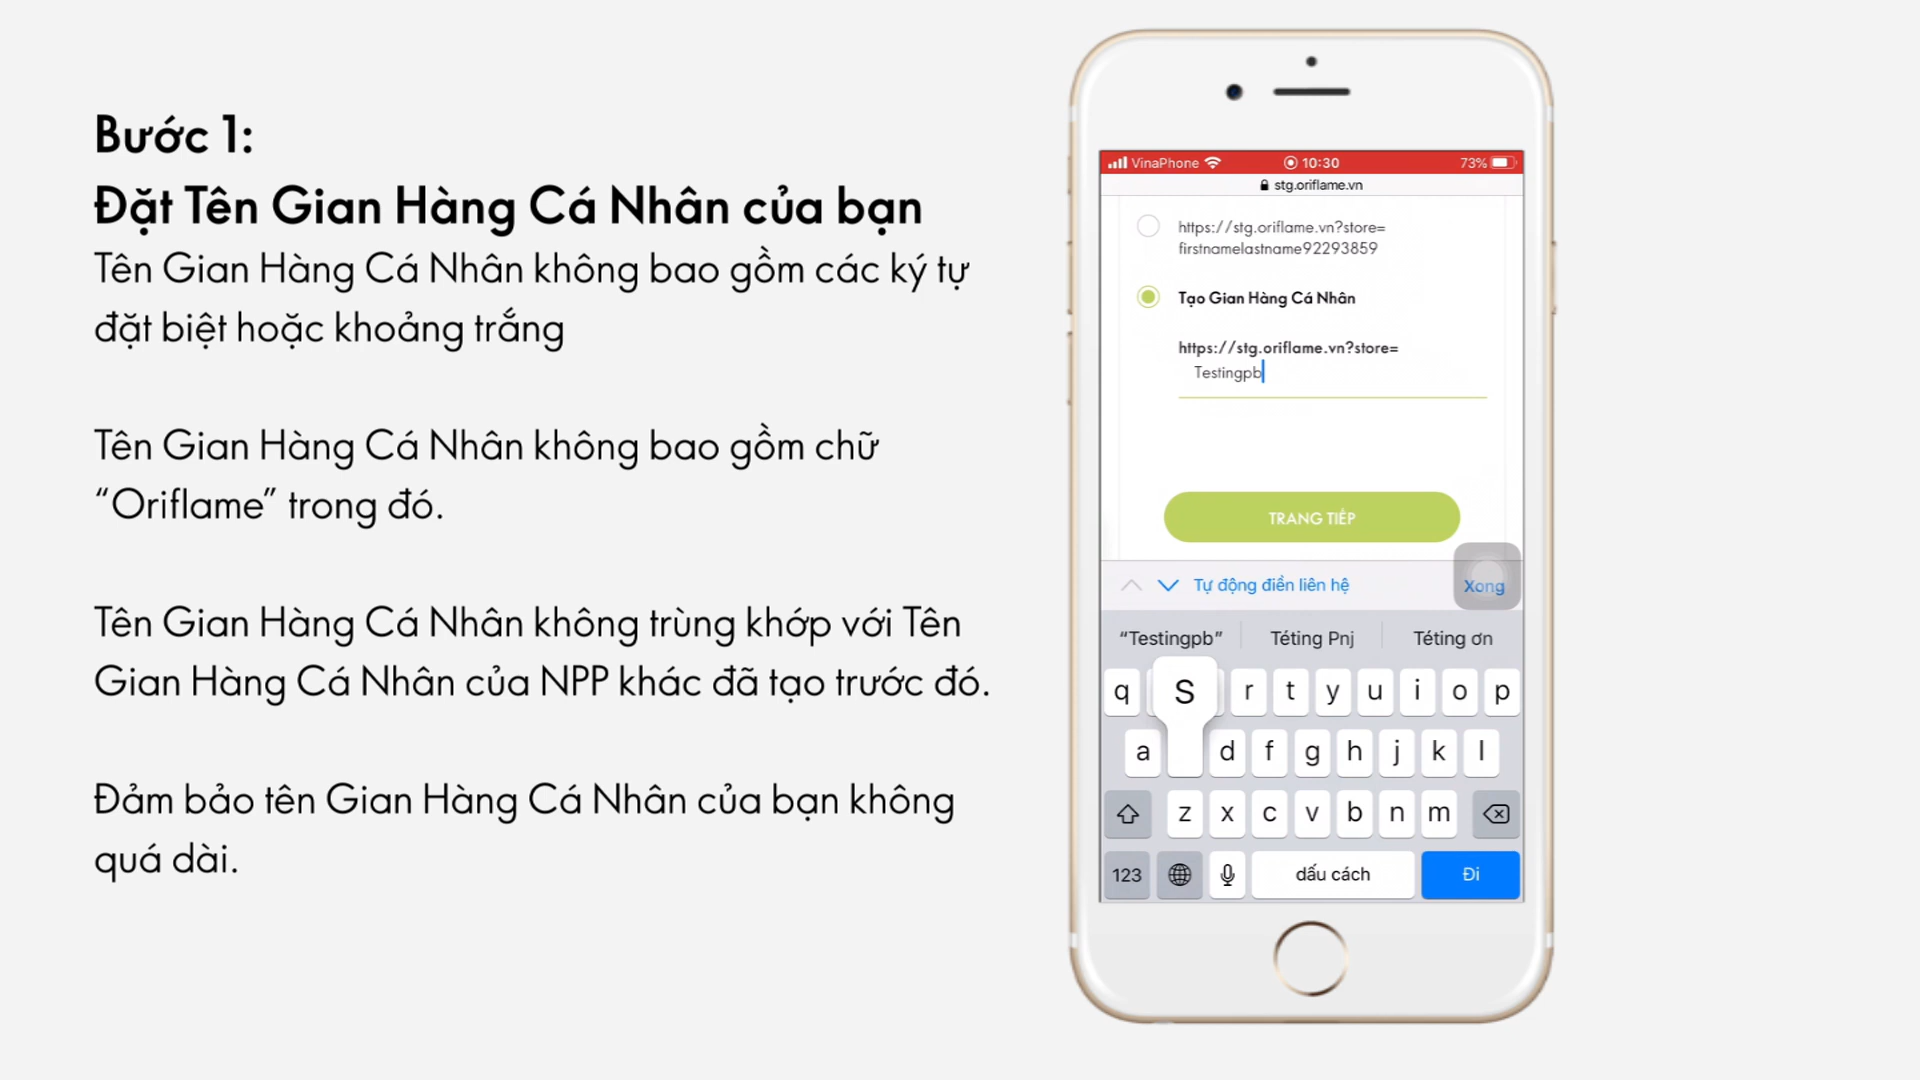 Bước 1:
Đặt Tên Gian Hàng Cá Nhân của bạn
Tên Gian Hàng Cá Nhân không bao gồm các ký tự
đặt biệt hoặc khoảng trắng
Tên Gian Hàng Cá Nhân không bao gồm chữ
“Oriflame” trong đó.
Tên Gian Hàng Cá Nhân không trùng khớp với Tên
Gian Hàng Cá Nhân của NPP khác đã tạo trước đó.
Đảm bảo tên Gian Hàng Cá Nhân của bạn không
quá dài.
VinaPhone 10:30 73%
stg.oriflame.vn
https://stg.oriflame.vn?store=
firstnamelastname92293859
Tạo Gian Hàng Cá Nhân
https://stg.oriflame.vn?store=
Testingpb
TRANG TIẾP
Tự động điền liên hệ Xong
“Testingpb” Téting Pnj Téting ơn
q S r t y u i o p
a d f g h j k l
z x c v b n m
123 dấu cách Đi